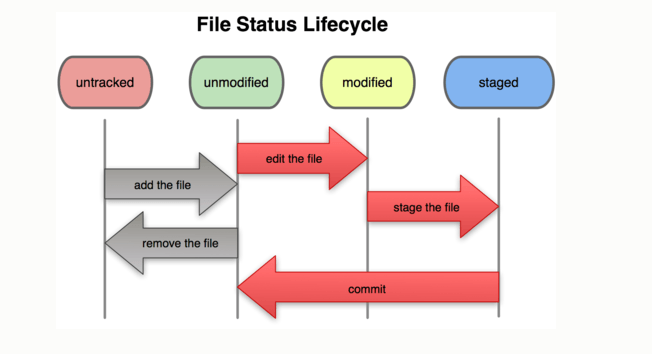 File Status Lifecycle
untracked
unmodified
modified
staged
edit the file
add the file
stage the file
remove the file
commit